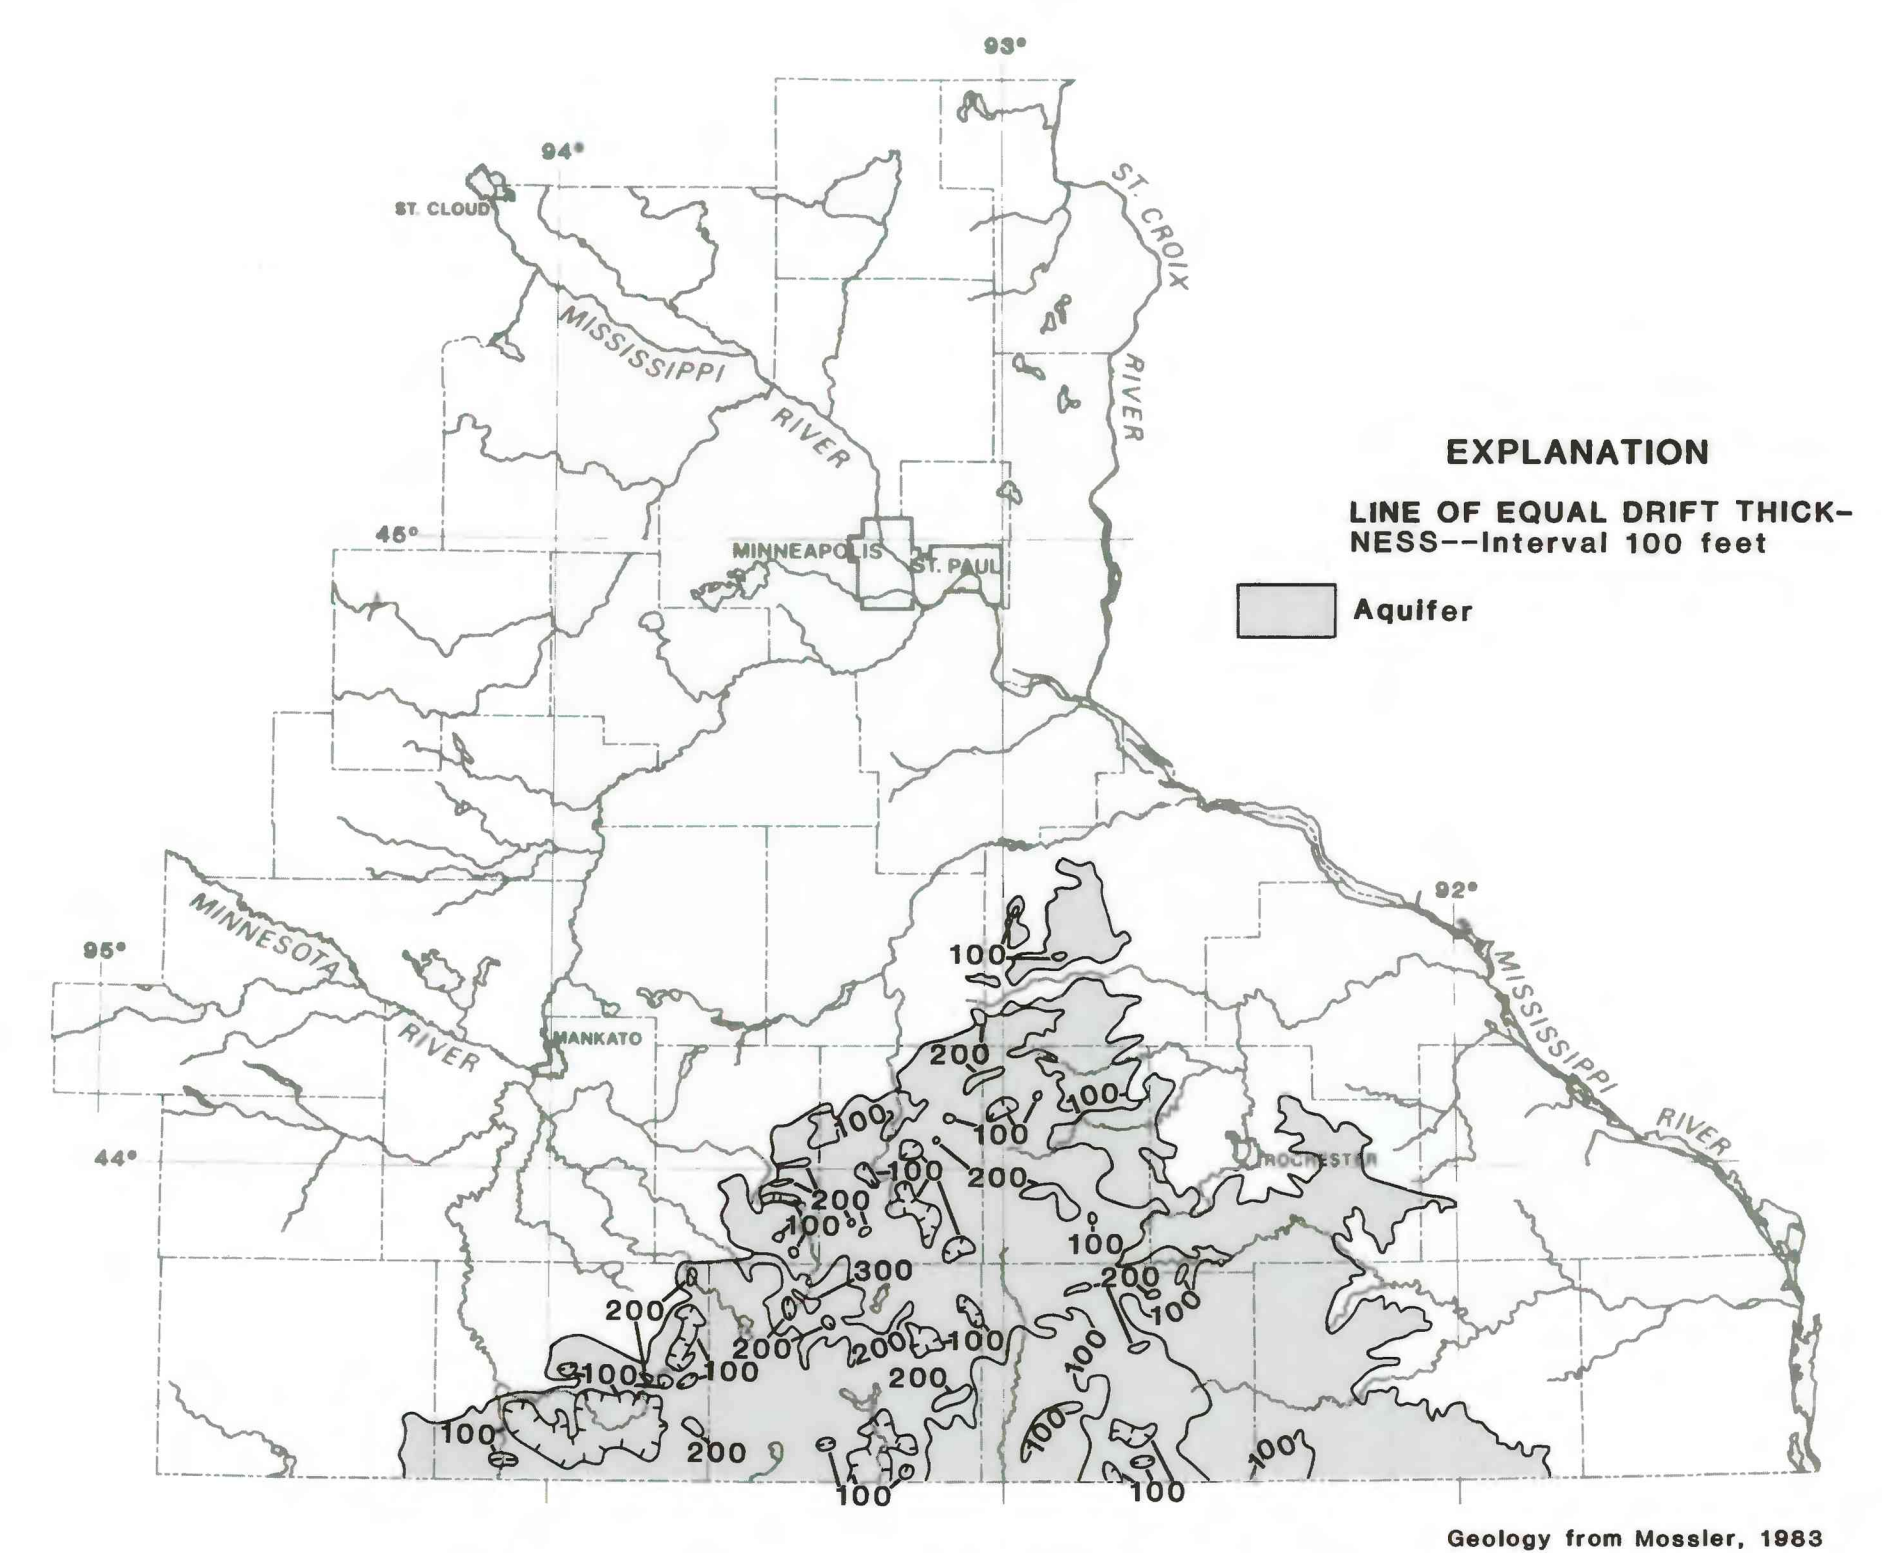 93°
94°
ST. CLOUD
ST. CROIX
RIVER
MISSISSIPPI
RIVER
EXPLANATION
LINE OF EQUAL DRIFT THICK-
NESS--Interval 100 feet
Aquifer
45°
MINNEAPOLIS
ST. PAUL
92°
MINNESOTA
RIVER
95°
MISSISSIPPI
RIVER
100
MANKATO
200
100
100
100
44°
ROCHESTER
100
200
200
100
100
300
200
100
200
100
200
200
100
100
100
100
200
100
100
200
100
100
100
100
Geology from Mossler, 1983